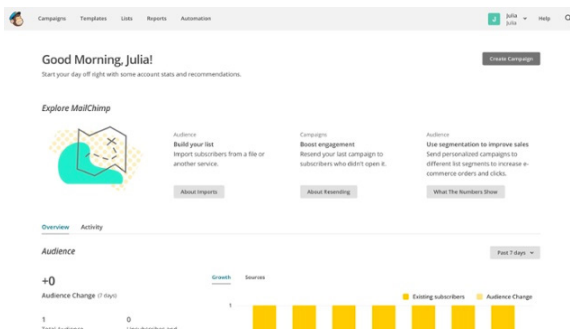 Campaigns Templates Lists Reports Automation
Julia
Julia
Help
J
Good Morning, Julia!
Create Campaign
Start your day off right with some account stats and recommendations.
Explore MailChimp
Audience
Build your list
Import subscribers from a file or
another service.
About Imports
Campaigns
Boost engagement
Resend your last campaign to
subscribers who didn't open it.
About Resending
Audience
Use segmentation to improve sales
Send personalized campaigns to
different list segments to increase e-
commerce orders and clicks.
What The Numbers Show
Overview Activity
Audience
Past 7 days
+0
Audience Change (7 days)
Growth Sources
Existing subscribers Audience Change
1
1
0
Total Audience